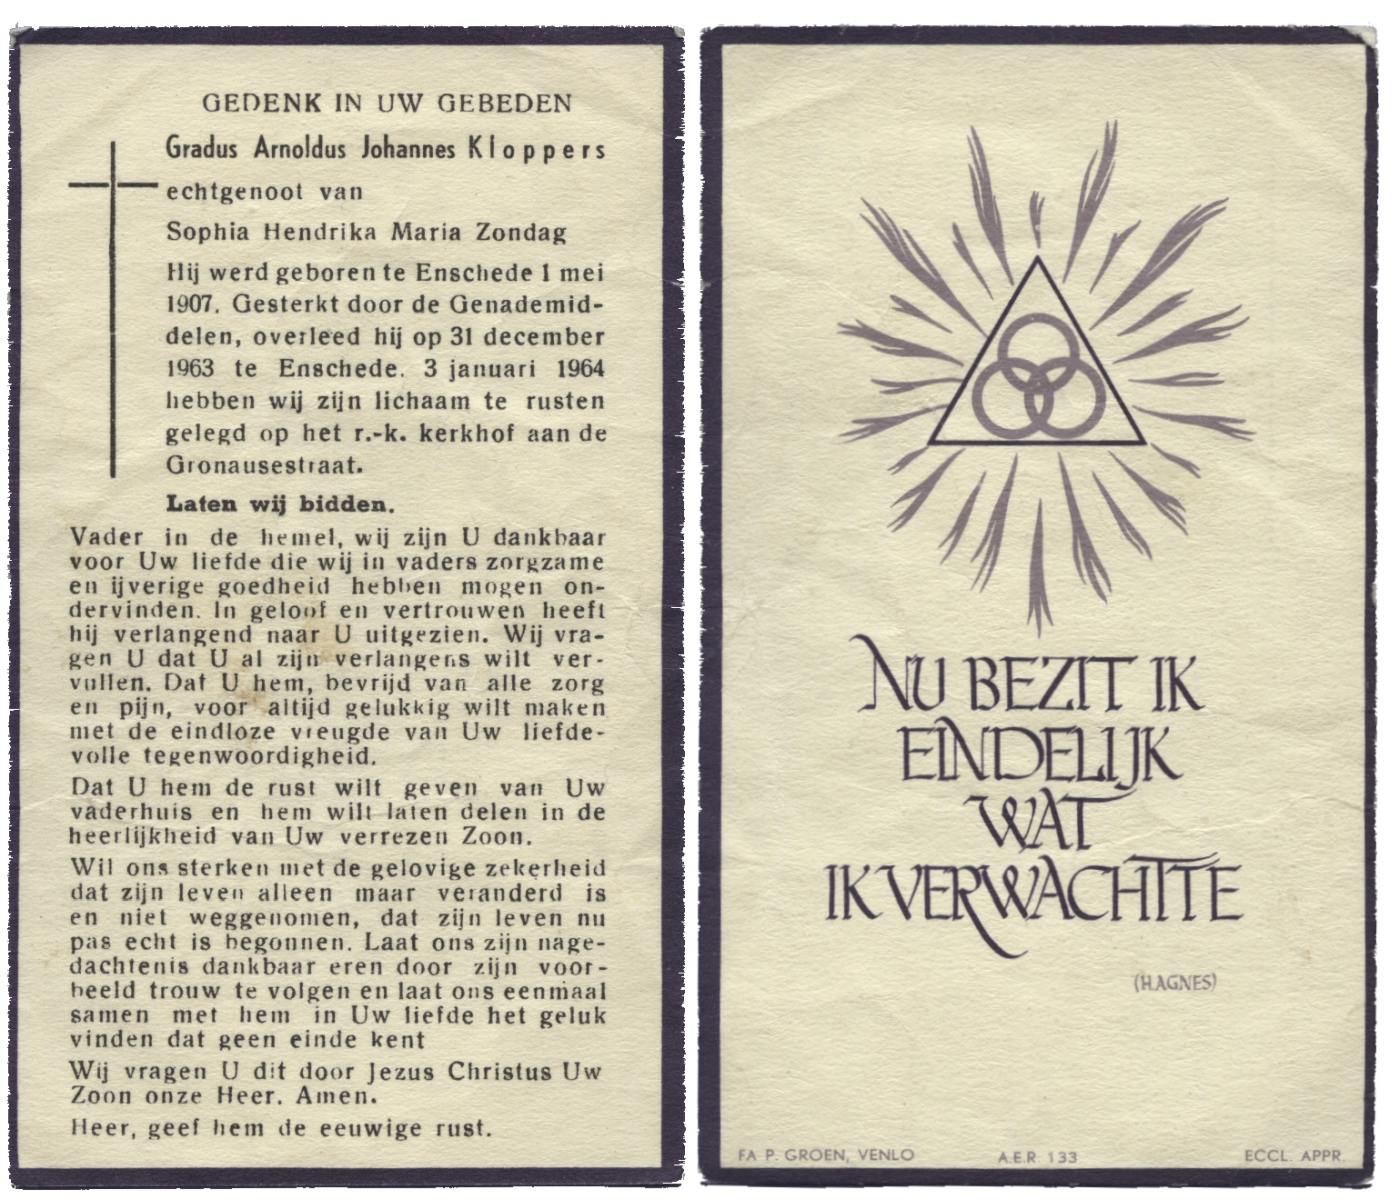 GEDENK IN UW GEBEDEN
Gradus Arnoldus Johannes Kloppers
echtgenoot van
Sophia Hendrika Maria Zondag
Hij werd geboren te Enschede 1 mei
1907. Gesterkt door de Genademid-
delen, overleed hij op 31 december
1963 te Enschede. 3 januari 1964
hebben wij zijn lichaam te rusten
gelegd op het r.-k. kerkhof aan de
Gronausestraat.
Laten wij bidden.
Vader in de hemel, wij zijn U dankbaar
voor Uw liefde die wij in vaders zorgzame
en ijverige goedheid hebben mogen on-
dervinden. In geloof en vertrouwen heeft
hij verlangend naar U uitgezien. Wij vra-
gen U dat U al zijn verlangens wilt ver-
vullen. Dat U hem, bevrijd van alle zorg
en pijn, voor altijd gelukkig wilt maken
met de eindloze vreugde van Uw liefde-
volle tegenwoordigheid.
Dat U hem de rust wilt geven van Uw
vaderhuis en hem wilt laten delen in de
heerlijkheid van Uw verrezen Zoon.
Wil ons sterken met de gelovige zekerheid
dat zijn leven alleen maar veranderd is
en niet weggenomen, dat zijn leven nu
pas echt is begonnen. Laat ons zijn nage-
dachtenis dankbaar eren door zijn voor-
beeld trouw te volgen en laat ons eenmaal
samen met hem in Uw liefde het geluk
vinden dat geen einde kent
Wij vragen U dit door Jezus Christus Uw
Zoon onze Heer. Amen.
Heer, geef hem de eeuwige rust.
NU BEZIT IK
EINDELIJK
WAT
IK VERWACHTTE
(H.AGNES)
FA P. GROEN, VENLO A.E.R. 133 ECCL. APPR.